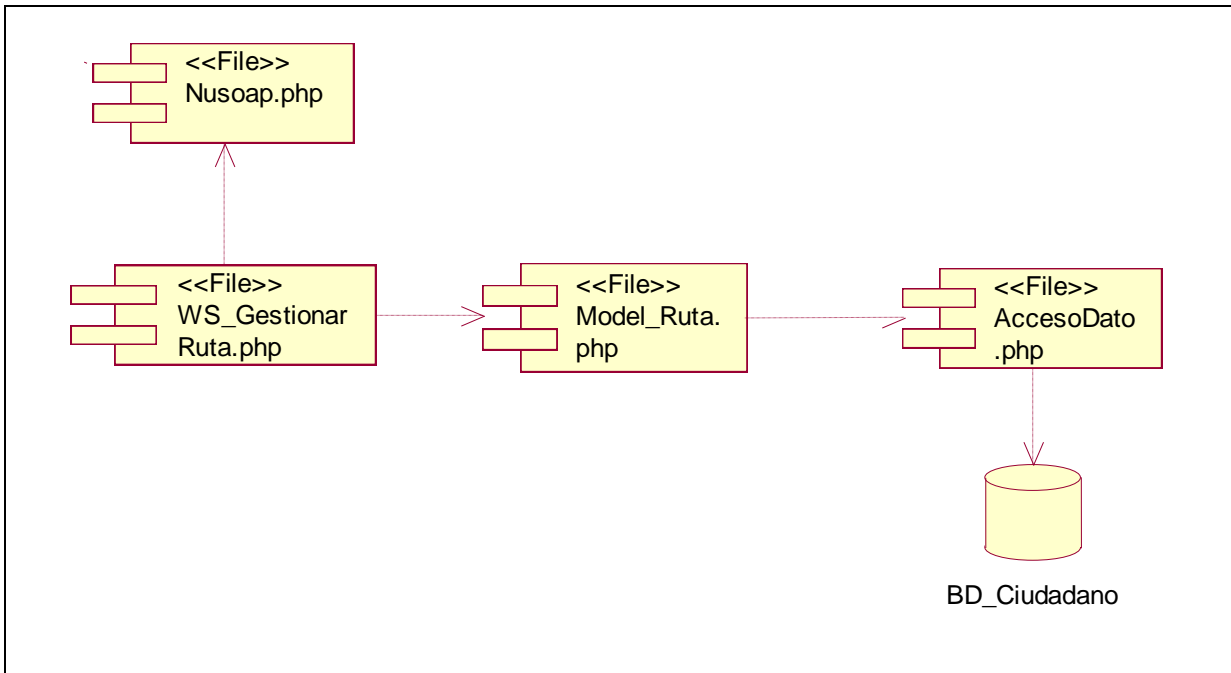 <<File>>
Nusoap.php
<<File>>
WS_Gestionar
Ruta.php
<<File>>
Model_Ruta.
php
<<File>>
AccesoDato
.php
BD_Ciudadano